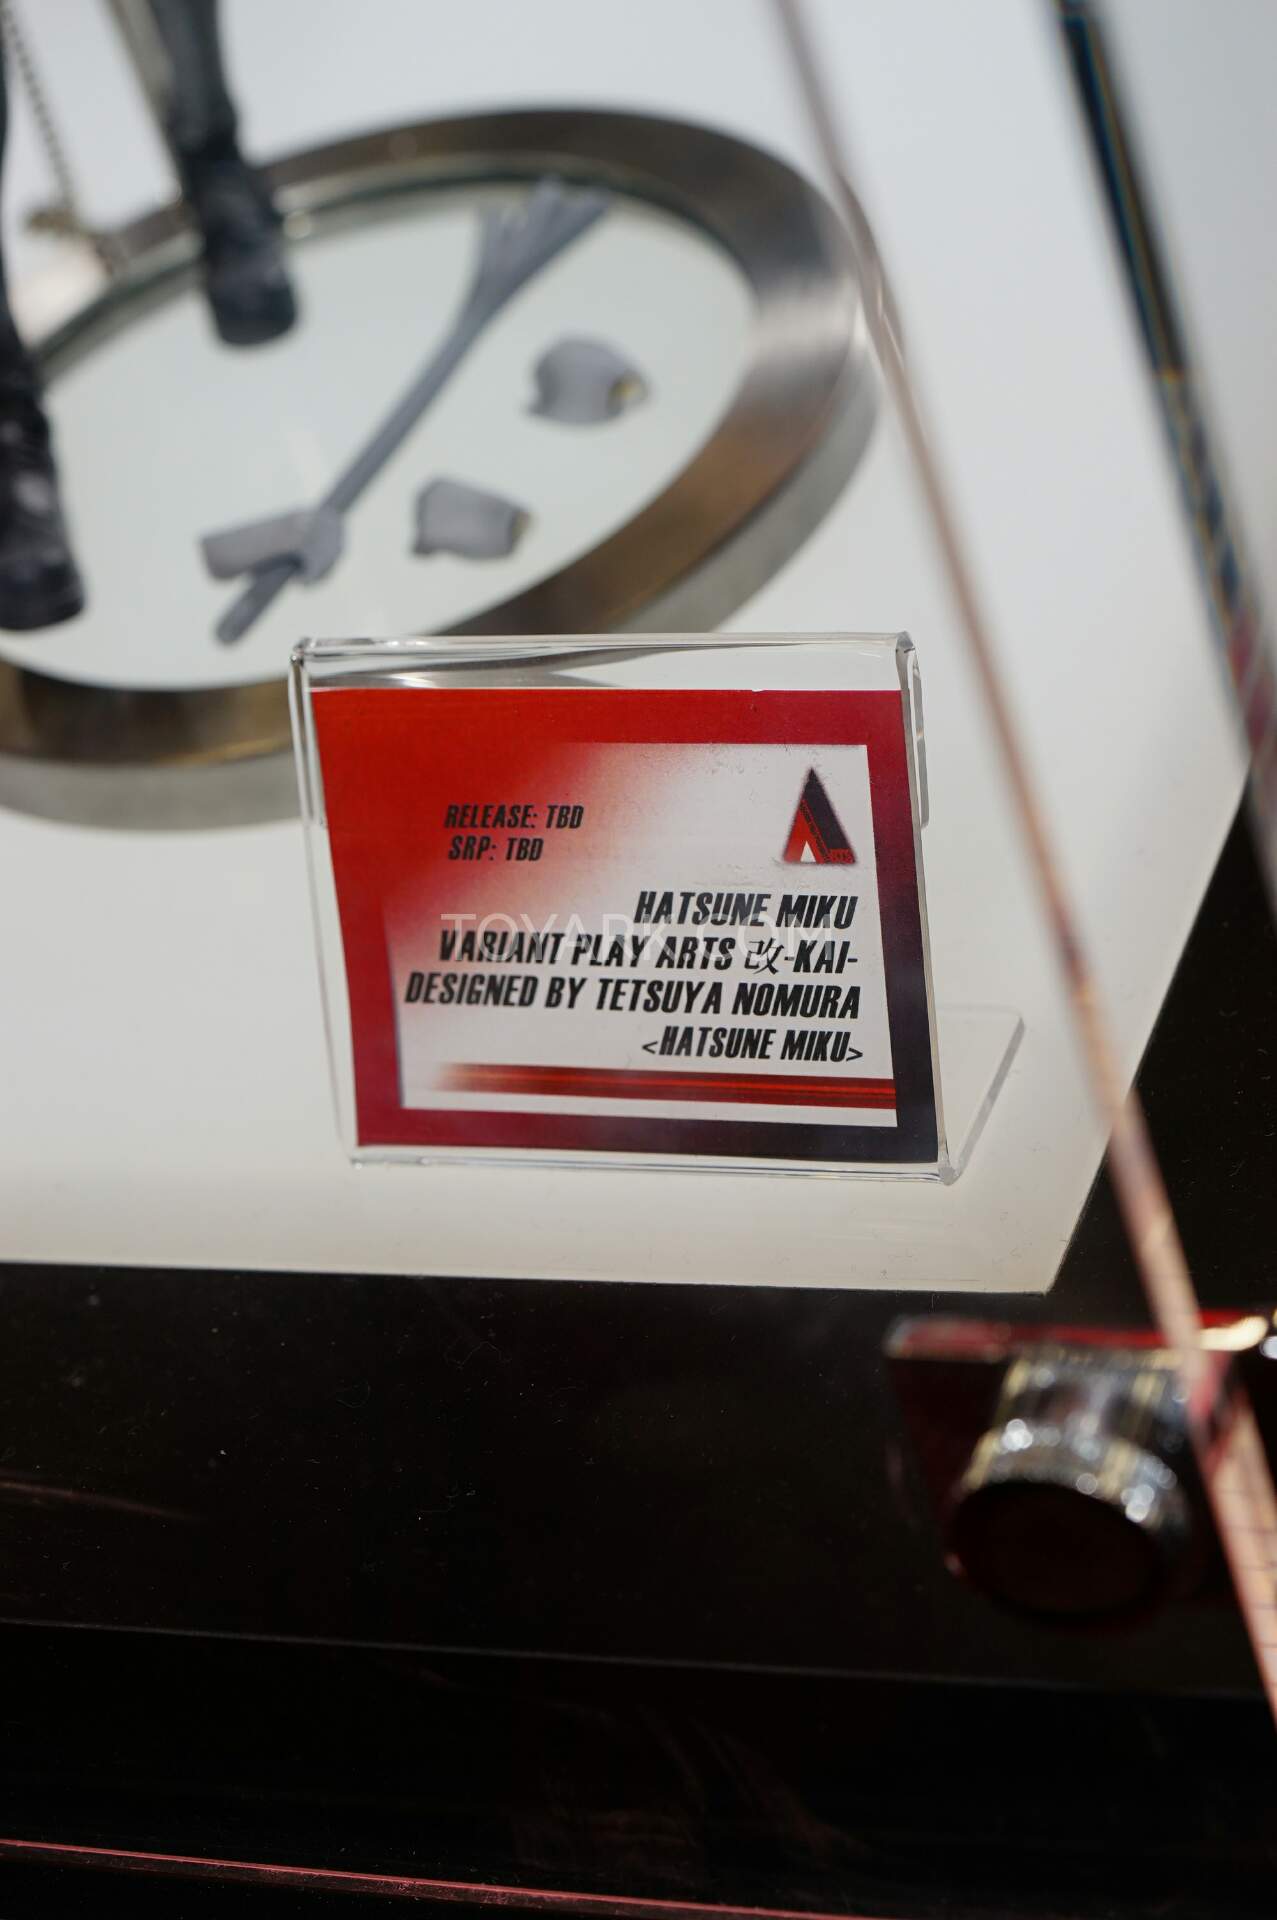 RELEASE: TBD
SRP: TBD
HATSUNE MIKU
VARIANT PLAY ARTS 改-KAI-
DESIGNED BY TETSUYA NOMURA
<HATSUNE MIKU>
TOYARK.COM